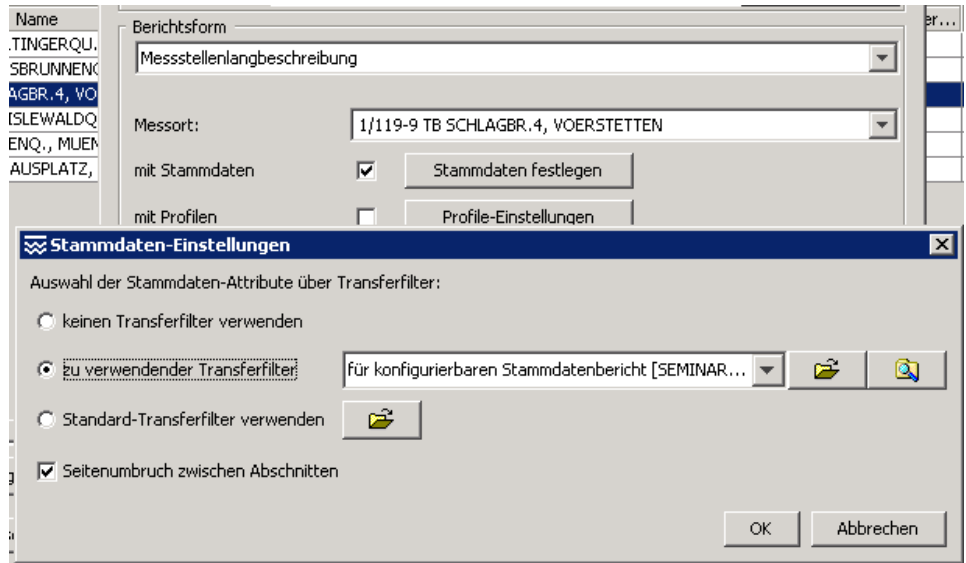 Name
er...
.TINGERQU.
SBRUNNEN
AGBR.4, VO
ISLEWALDQ
ENQ., MUEN
AUSPLATZ,
Berichtsform
Messstellenlangbeschreibung
Messort:
1/119-9 TB SCHLAGBR.4, VOERSTETTEN
mit Stammdaten
Stammdaten festlegen
mit Profilen
Profile-Einstellungen
Stammdaten-Einstellungen
Auswahl der Stammdaten-Attribute über Transferfilter:
keinen Transferfilter verwenden
zu verwendender Transferfilter
für konfigurierbaren Stammdatenbericht [SEMINAR...
Standard-Transferfilter verwenden
Seitenumbruch zwischen Abschnitten
OK
Abbrechen